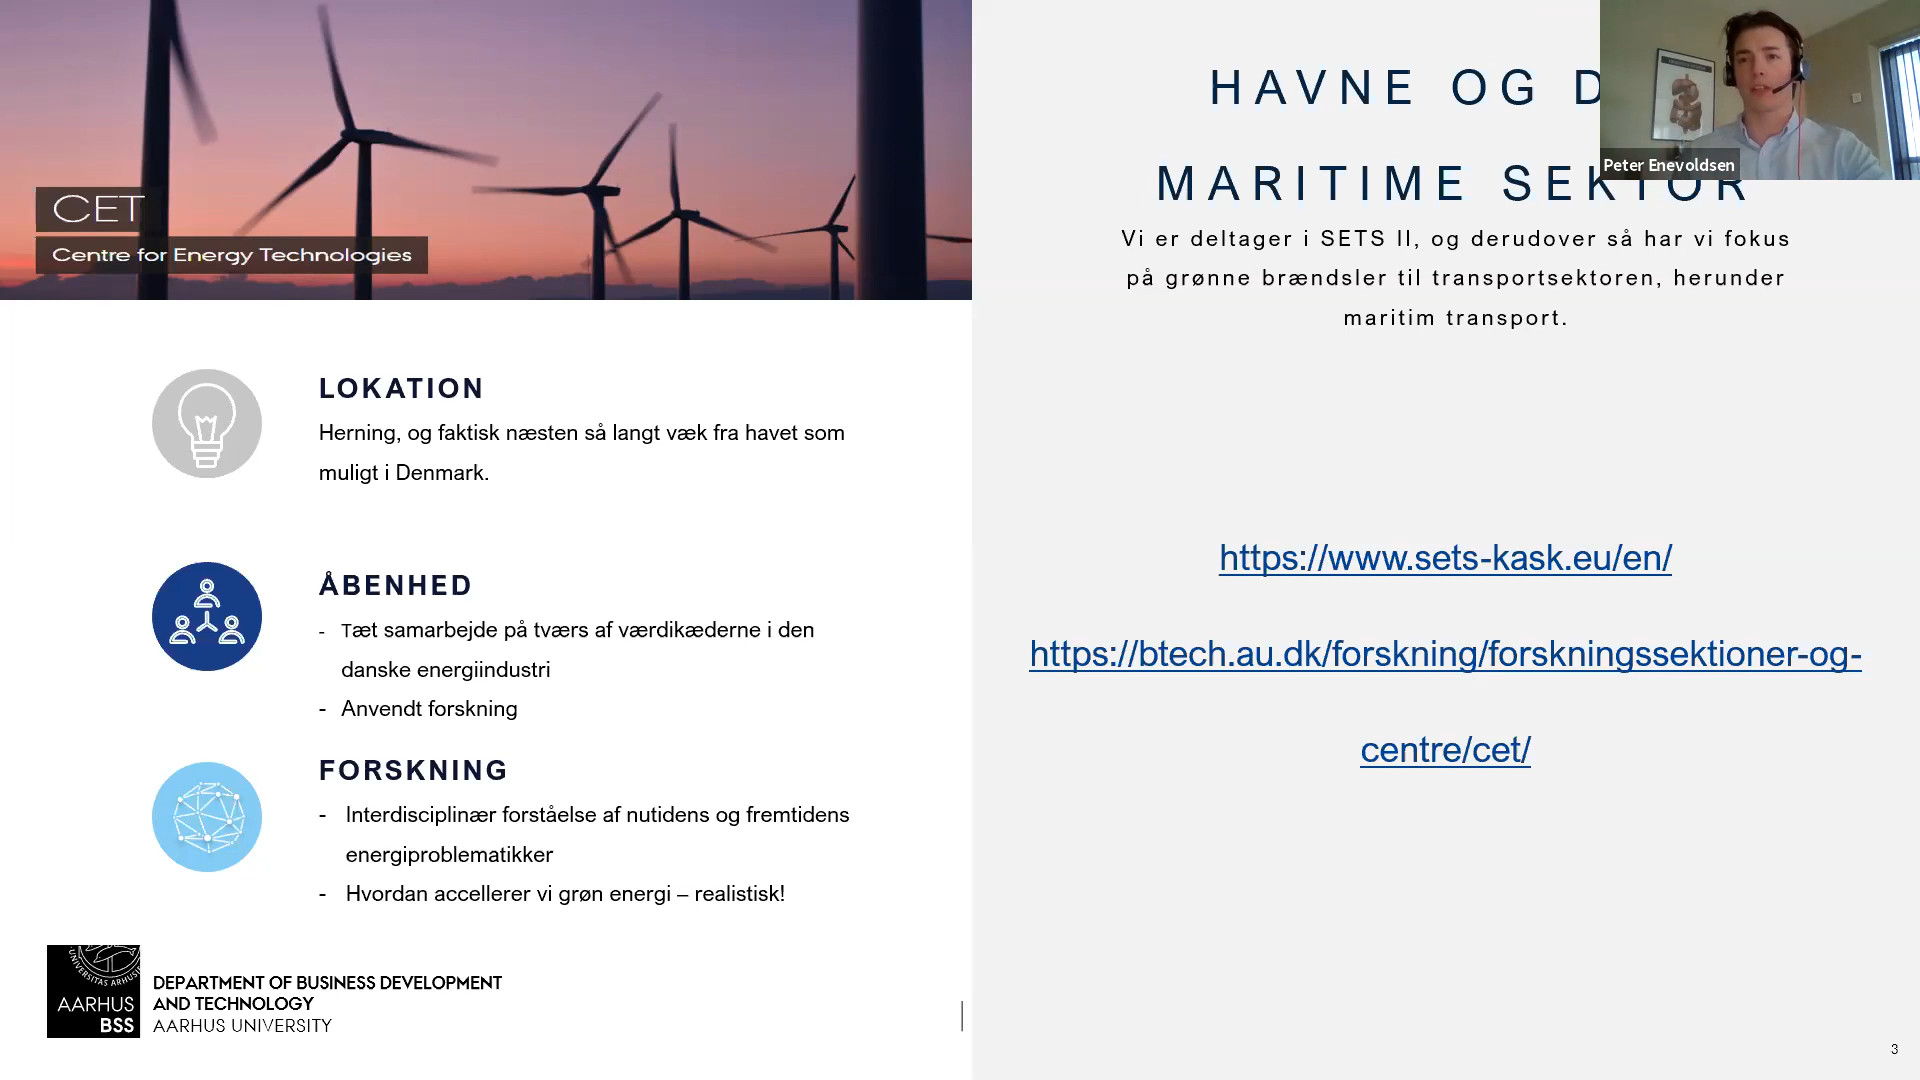 CET
Centre for Energy Technologies
LOKATION
Herning, og faktisk næsten så langt væk fra havet som
muligt i Denmark.
ÅBENHED
- Tæt samarbejde på tværs af værdikæderne i den
danske energiindustri
- Anvendt forskning
FORSKNING
- Interdisciplinær forståelse af nutidens og fremtidens
energiproblematikker
- Hvordan accellerer vi grøn energi – realistisk!
AARHUS
BSS
DEPARTMENT OF BUSINESS DEVELOPMENT
AND TECHNOLOGY
AARHUS UNIVERSITY
HAVNE OG
MARITIME SEKTOR
Vi er deltager i SETS II, og derudover så har vi fokus
på grønne brændsler til transportsektoren, herunder
maritim transport.
https://www.sets-kask.eu/en/
https://btech.au.dk/forskning/forskningssektioner-og-
centre/cet/
Peter Enevoldsen
3